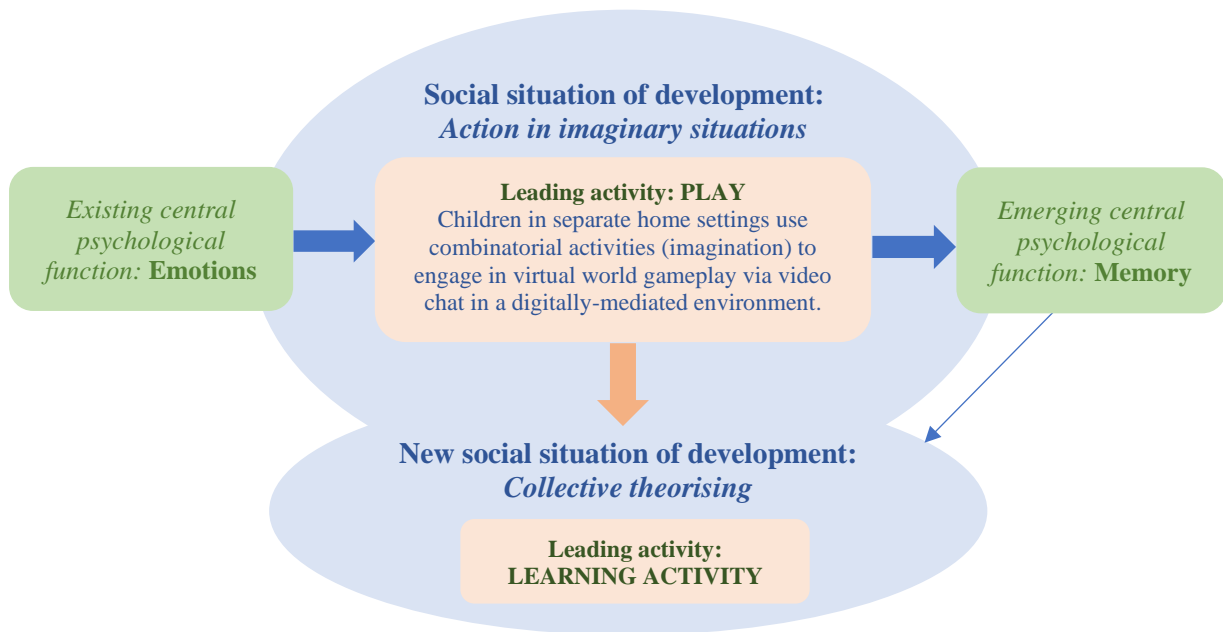 Social situation of development:
Action in imaginary situations
Existing central
psychological
function: Emotions
Leading activity: PLAY
Children in separate home settings use
combinatorial activities (imagination) to
engage in virtual world gameplay via video
chat in a digitally-mediated environment.
Emerging central
psychological
function: Memory
New social situation of development:
Collective theorising
Leading activity:
LEARNING ACTIVITY